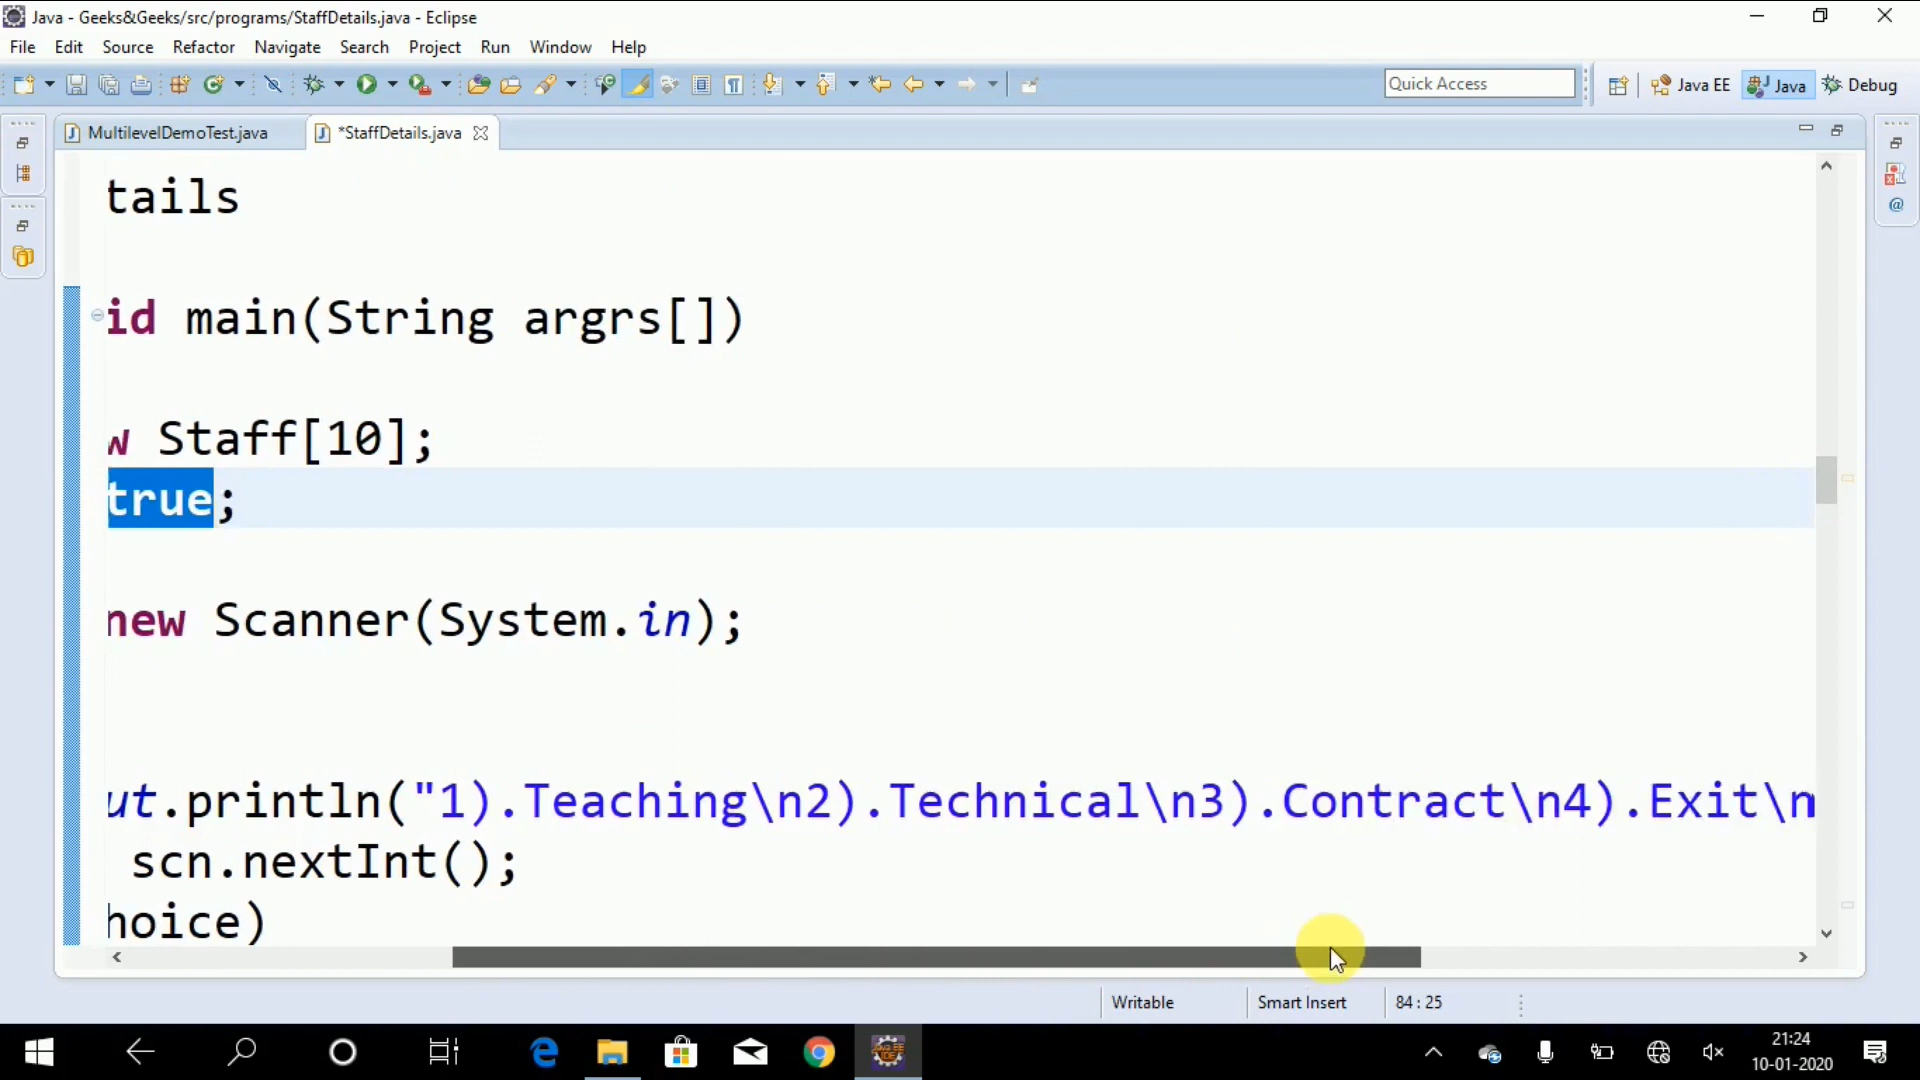 Java - Geeks&Geeks/src/programs/StaffDetails.java - Eclipse
File Edit Source Refactor Navigate Search Project Run Window Help
Quick Access Java EE Java Debug
MultilevelDemoTest.java *StaffDetails.java
tails
id main(String argrs[])
w Staff[10];
true;
new Scanner(System.in);
ut.println("1).Teaching\n2).Technical\n3).Contract\n4).Exit\n
scn.nextInt();
hoice)
Writable Smart Insert 84 : 25
21:24
10-01-2020